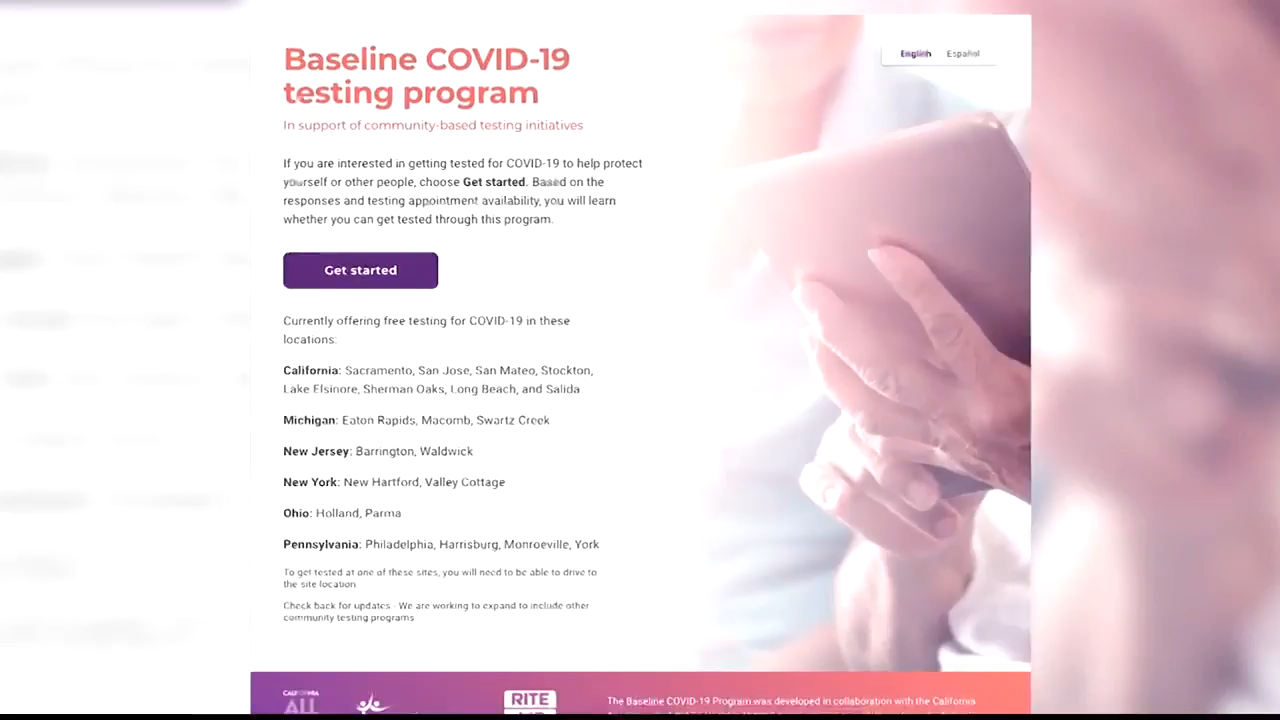 English Español
Baseline COVID-19
testing program
In support of community-based testing initiatives
If you are interested in getting tested for COVID-19 to help protect
yourself or other people, choose Get started. Based on the
responses and testing appointment availability, you will learn
whether you can get tested through this program.
Get started
Currently offering free testing for COVID-19 in these
locations:
California: Sacramento, San Jose, San Mateo, Stockton,
Lake Elsinore, Sherman Oaks, Long Beach, and Salida
Michigan: Eaton Rapids, Macomb, Swartz Creek
New Jersey: Barrington, Waldwick
New York: New Hartford, Valley Cottage
Ohio: Holland, Parma
Pennsylvania: Philadelphia, Harrisburg, Monroeville, York
To get tested at one of these sites, you will need to be able to drive to
the site location
Check back for updates - We are working to expand to include other
community testing programs
CALIFORNIA
ALL
RITE
The Baseline COVID-19 Program was developed in collaboration with the California